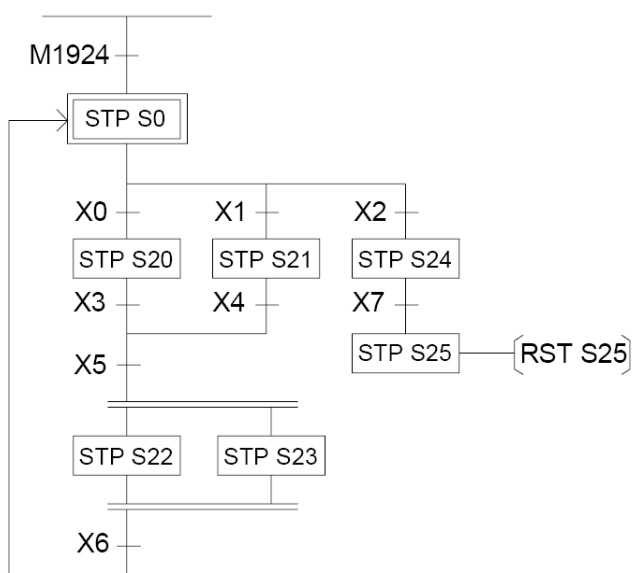 M1924
STP S0
X0 X1 X2
STP S20 STP S21 STP S24
X3 X4 X7
STP S25 RST S25
X5
STP S22 STP S23
X6